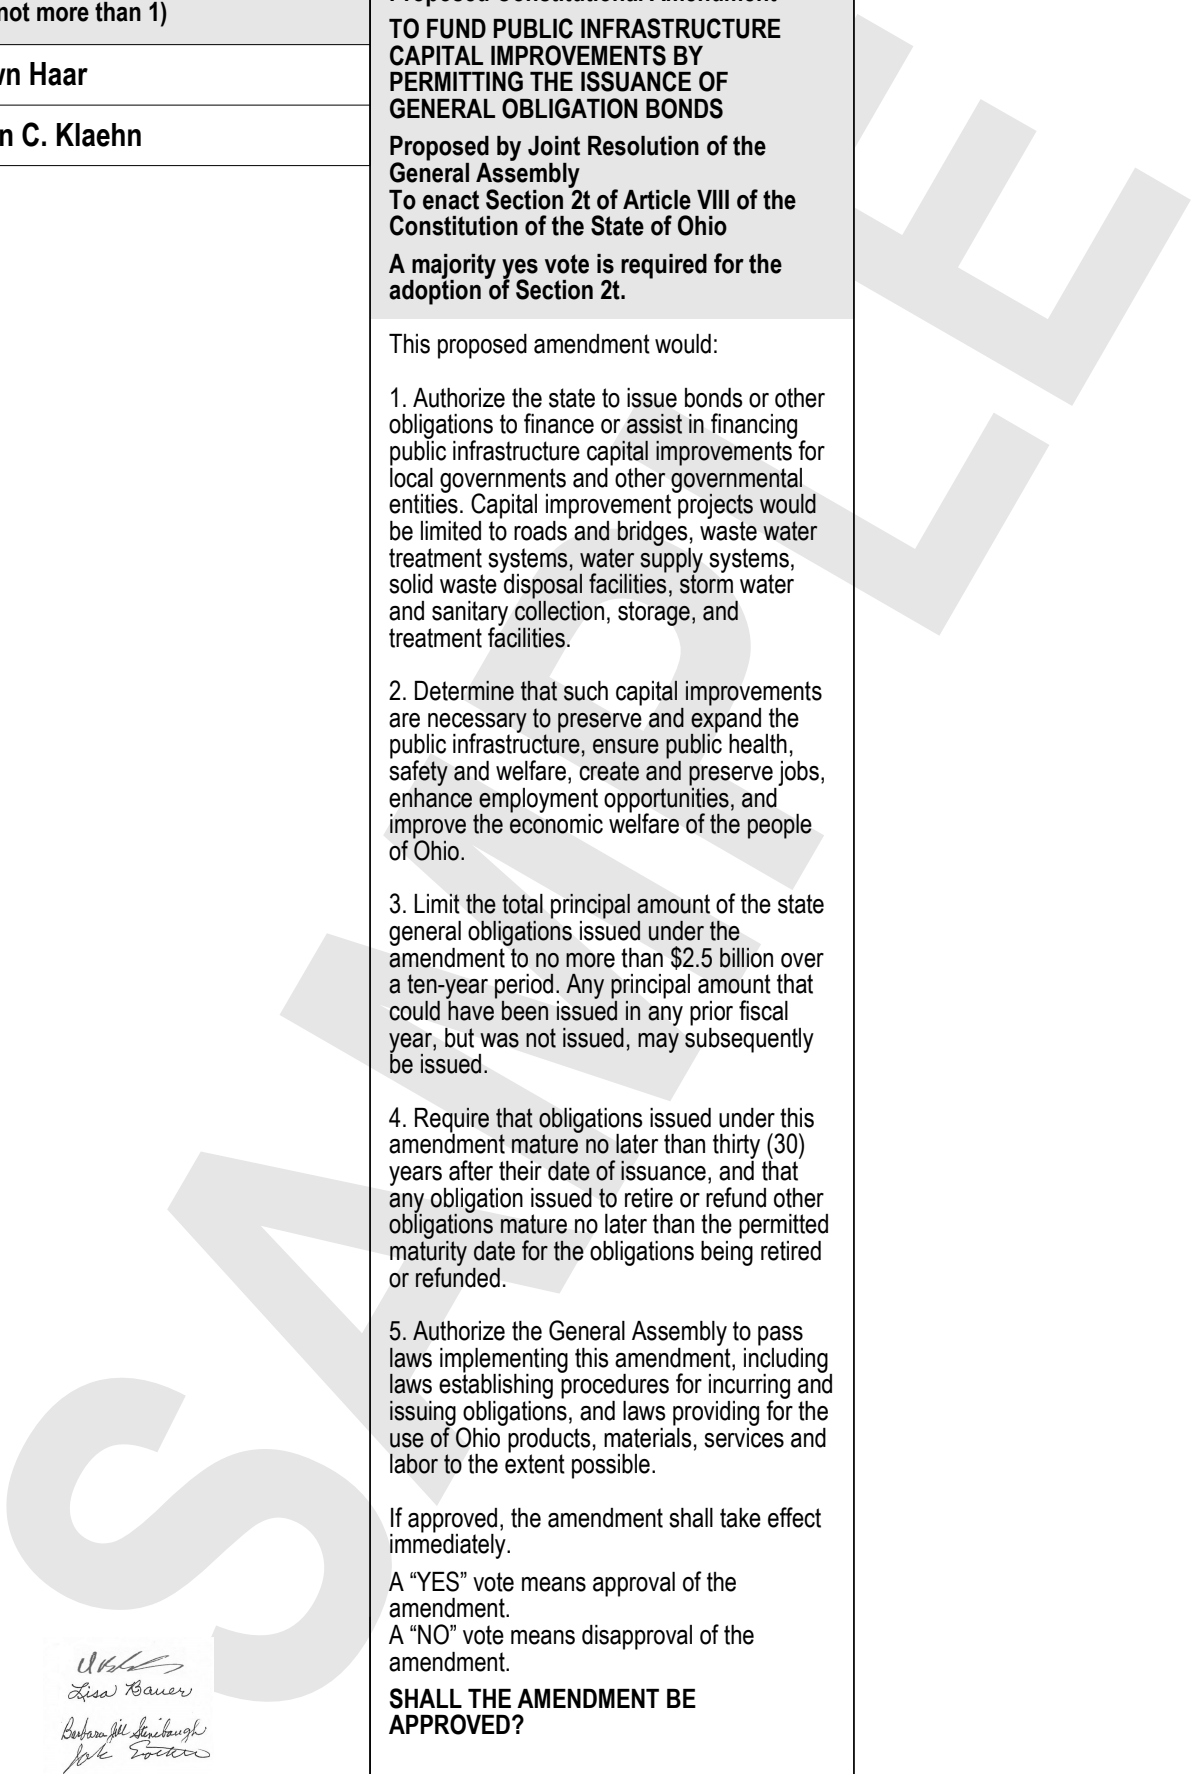 not more than 1)
n Haar
n C. Klaehn
Proposed Constitutional Amendment
TO FUND PUBLIC INFRASTRUCTURE
CAPITAL IMPROVEMENTS BY
PERMITTING THE ISSUANCE OF
GENERAL OBLIGATION BONDS
Proposed by Joint Resolution of the
General Assembly
To enact Section 2t of Article VIII of the
Constitution of the State of Ohio
A majority yes vote is required for the
adoption of Section 2t.
This proposed amendment would:
1. Authorize the state to issue bonds or other
obligations to finance or assist in financing
public infrastructure capital improvements for
local governments and other governmental
entities. Capital improvement projects would
be limited to roads and bridges, waste water
treatment systems, water supply systems,
solid waste disposal facilities, storm water
and sanitary collection, storage, and
treatment facilities.
2. Determine that such capital improvements
are necessary to preserve and expand the
public infrastructure, ensure public health,
safety and welfare, create and preserve jobs,
enhance employment opportunities, and
improve the economic welfare of the people
of Ohio.
3. Limit the total principal amount of the state
general obligations issued under the
amendment to no more than $2.5 billion over
a ten-year period. Any principal amount that
could have been issued in any prior fiscal
year, but was not issued, may subsequently
be issued.
4. Require that obligations issued under this
amendment mature no later than thirty (30)
years after their date of issuance, and that
any obligation issued to retire or refund other
obligations mature no later than the permitted
maturity date for the obligations being retired
or refunded.
5. Authorize the General Assembly to pass
laws implementing this amendment, including
laws establishing procedures for incurring and
issuing obligations, and laws providing for the
use of Ohio products, materials, services and
labor to the extent possible.
If approved, the amendment shall take effect
immediately.
A “YES” vote means approval of the
amendment.
A “NO” vote means disapproval of the
amendment.
SHALL THE AMENDMENT BE
APPROVED?
Lisa Bauer
Barbara Jill
SAMPLE